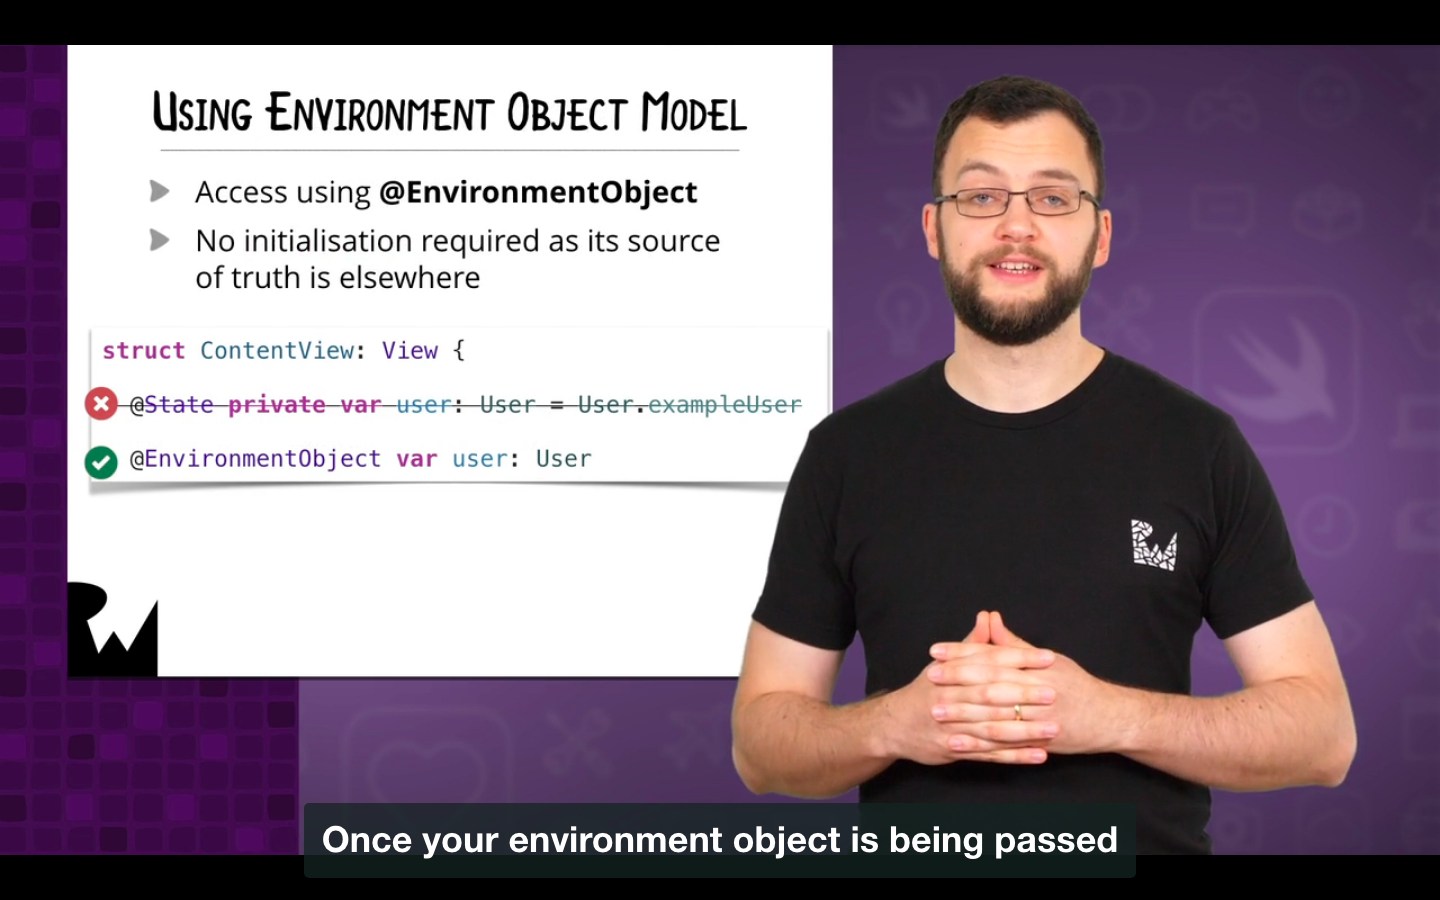 USING ENVIRONMENT OBJECT MODEL
Access using @EnvironmentObject
No initialisation required as its source
of truth is elsewhere
struct ContentView: View {
@State private var user: User = User.exampleUser
@EnvironmentObject var user: User
RW
RW
Once your environment object is being passed